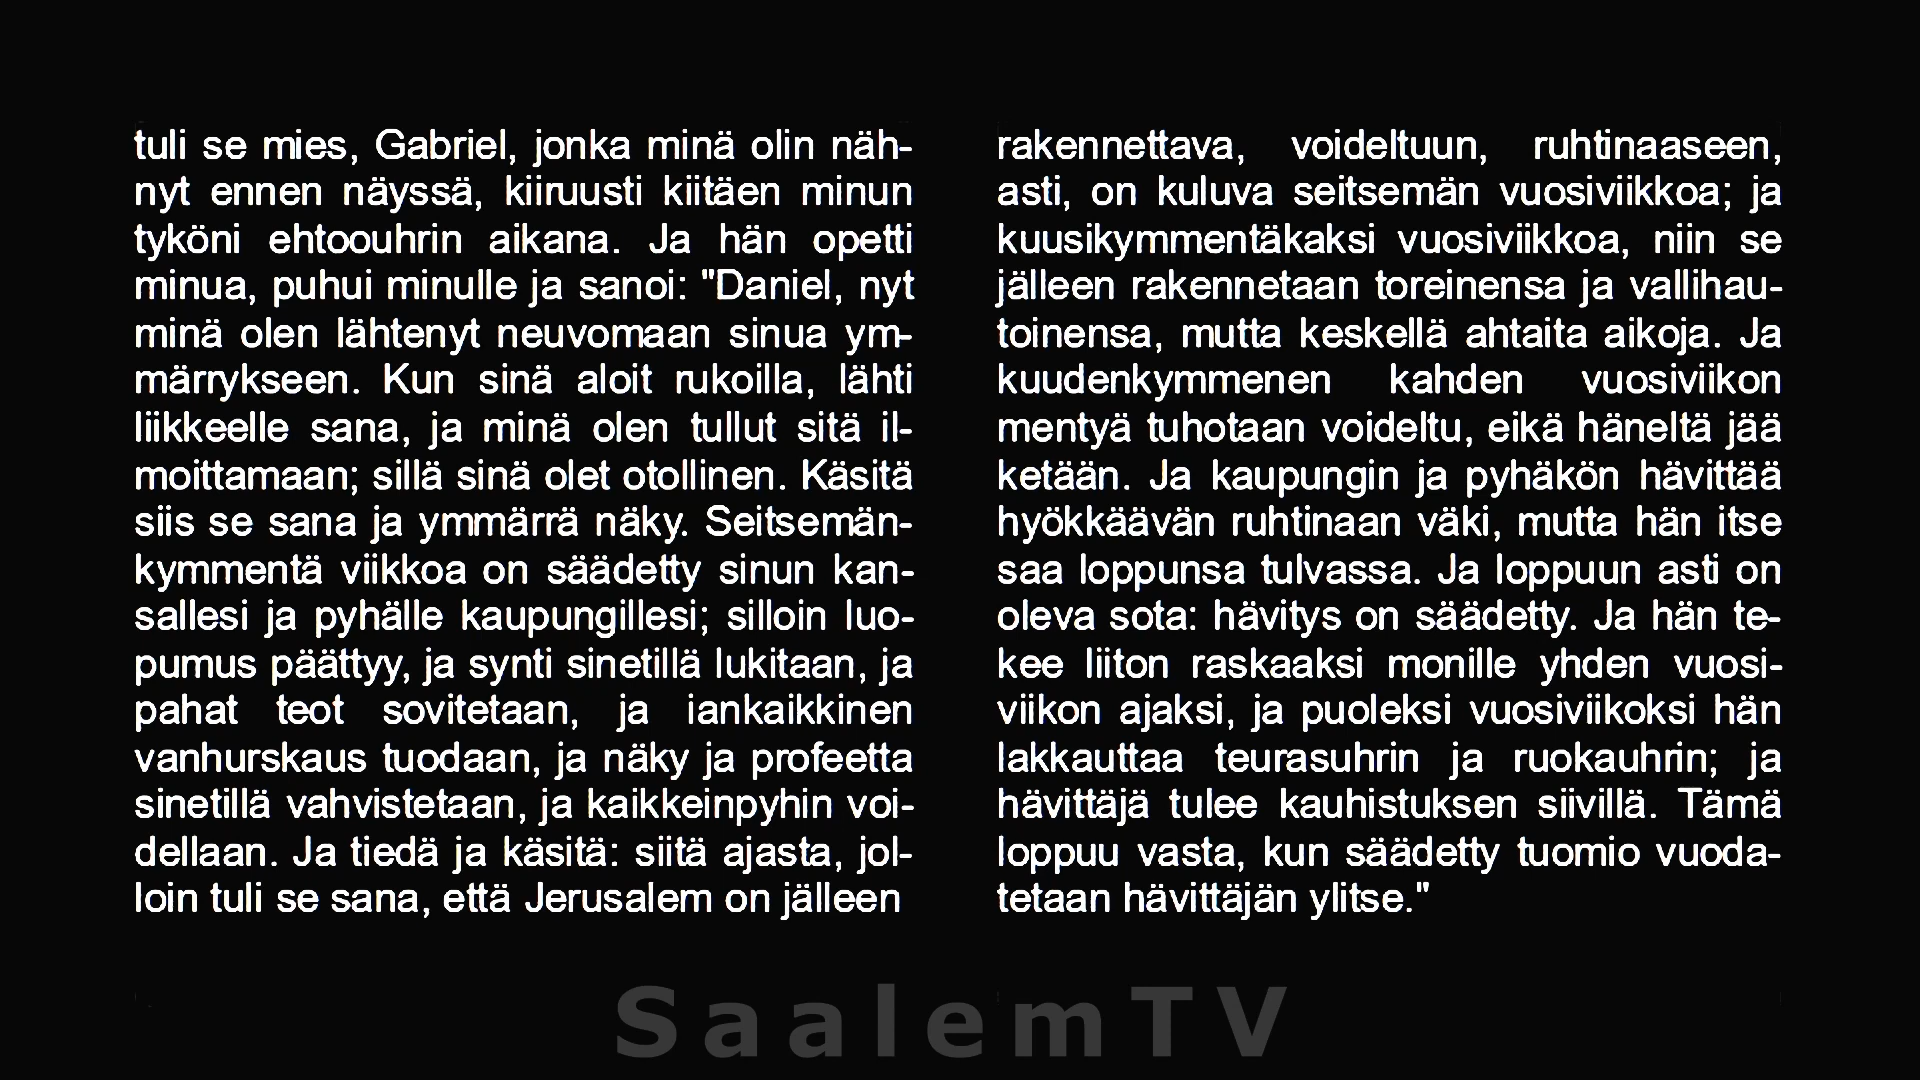 tuli se mies, Gabriel, jonka minä olin näh-
nyt ennen näyssä, kiiruusti kiitäen minun
tyköni ehtoouhrin aikana. Ja hän opetti
minua, puhui minulle ja sanoi: "Daniel, nyt
minä olen lähtenyt neuvomaan sinua ym-
märrykseen. Kun sinä aloit rukoilla, lähti
liikkeelle sana, ja minä olen tullut sitä il-
moittamaan; sillä sinä olet otollinen. Käsitä
siis se sana ja ymmärrä näky. Seitsemän-
kymmentä viikkoa on säädetty sinun kan-
sallesi ja pyhälle kaupungillesi; silloin luo-
pumus päättyy, ja synti sinetillä lukitaan, ja
pahat teot sovitetaan, ja iankaikkinen
vanhurskaus tuodaan, ja näky ja profeetta
sinetillä vahvistetaan, ja kaikkeinpyhin voi-
dellaan. Ja tiedä ja käsitä: siitä ajasta, jol-
loin tuli se sana, että Jerusalem on jälleen
rakennettava, voideltuun, ruhtinaaseen,
asti, on kuluva seitsemän vuosiviikkoa; ja
kuusikymmentäkaksi vuosiviikkoa, niin se
jälleen rakennetaan toreinensa ja vallihau-
toinensa, mutta keskellä ahtaita aikoja. Ja
kuudenkymmenen kahden vuosiviikon
mentyä tuhotaan voideltu, eikä häneltä jää
ketään. Ja kaupungin ja pyhäkön hävittää
hyökkäävän ruhtinaan väki, mutta hän itse
saa loppunsa tulvassa. Ja loppuun asti on
oleva sota: hävitys on säädetty. Ja hän te-
kee liiton raskaaksi monille yhden vuosi-
viikon ajaksi, ja puoleksi vuosiviikoksi hän
lakkauttaa teurasuhrin ja ruokauhrin; ja
hävittäjä tulee kauhistuksen siivillä. Tämä
loppuu vasta, kun säädetty tuomio vuoda-
tetaan hävittäjän ylitse."
SaalemTV